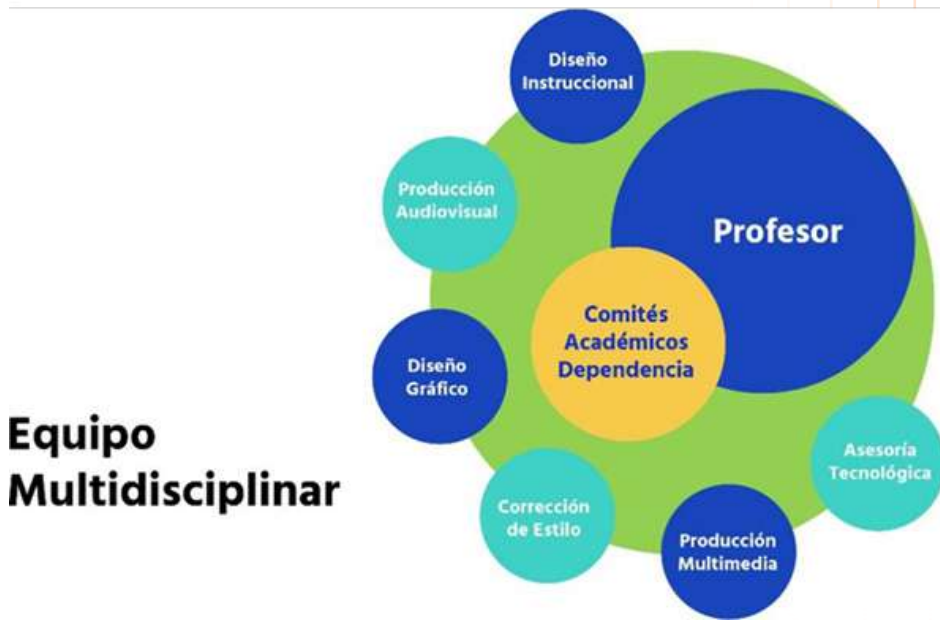 Diseño
Instruccional
Producción
Audiovisual
Profesor
Comités
Académicos
Dependencia
Diseño
Gráfico
Equipo
Multidisciplinar
Asesoría
Tecnológica
Corrección
de Estilo
Producción
Multimedia